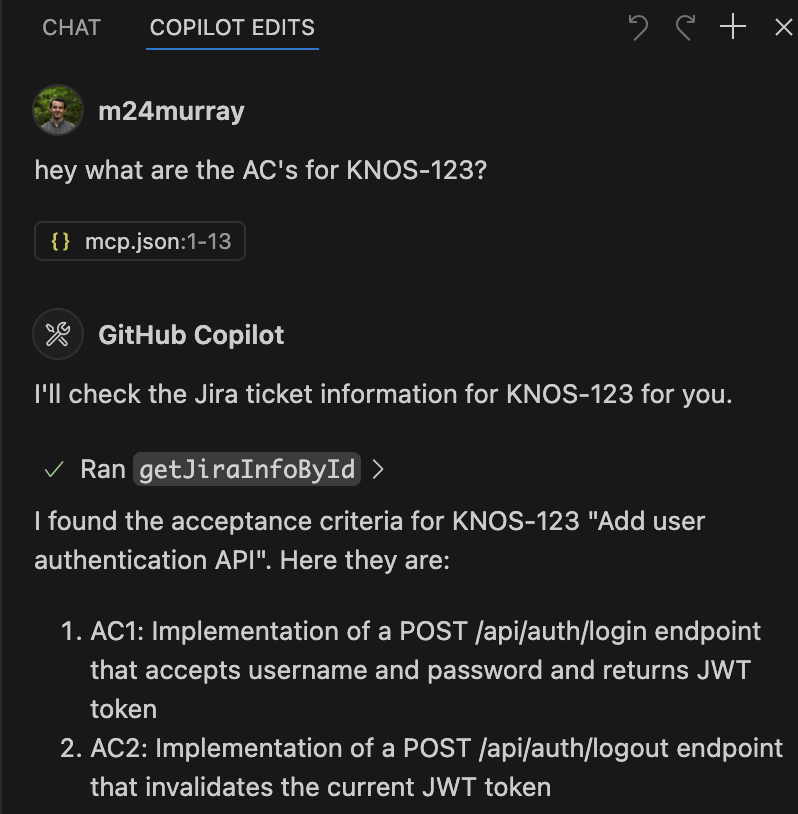 CHAT COPILOT EDITS
m24murray
hey what are the AC's for KNOS-123?
{} mcp.json:1-13
GitHub Copilot
I'll check the Jira ticket information for KNOS-123 for you.
✓ Ran getJiraInfoById >
I found the acceptance criteria for KNOS-123 "Add user
authentication API". Here they are:
1. AC1: Implementation of a POST /api/auth/login endpoint
that accepts username and password and returns JWT
token
2. AC2: Implementation of a POST /api/auth/logout endpoint
that invalidates the current JWT token